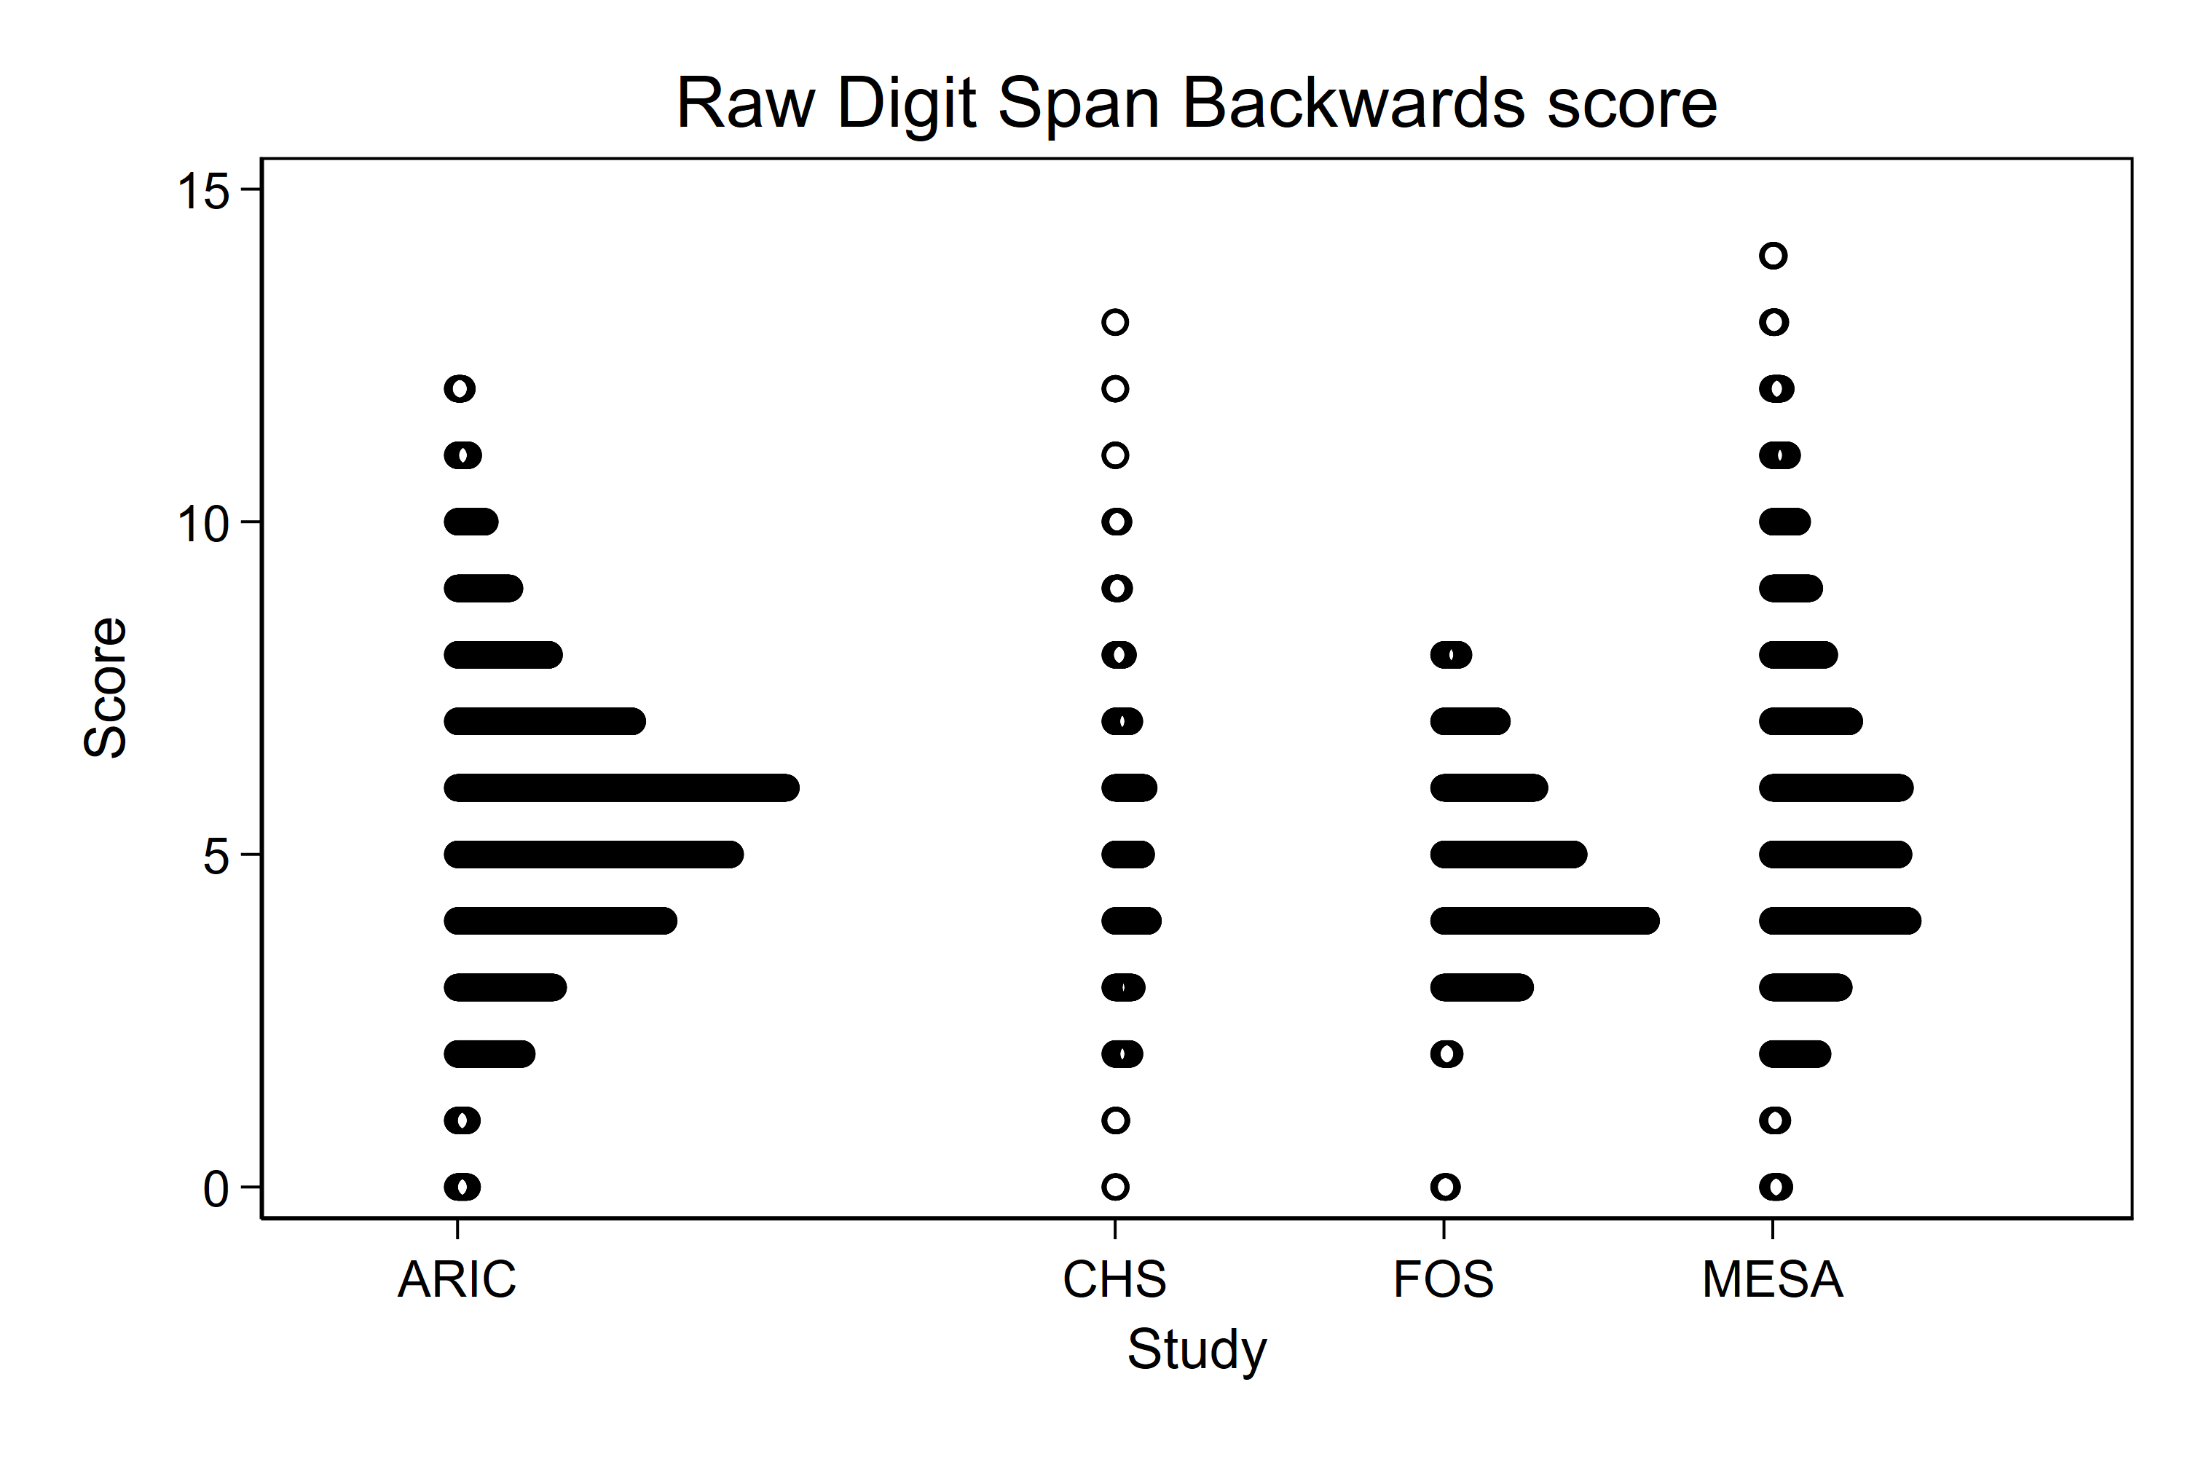 Raw Digit Span Backwards score
15
10
5
0
Score
ARIC CHS FOS MESA
Study